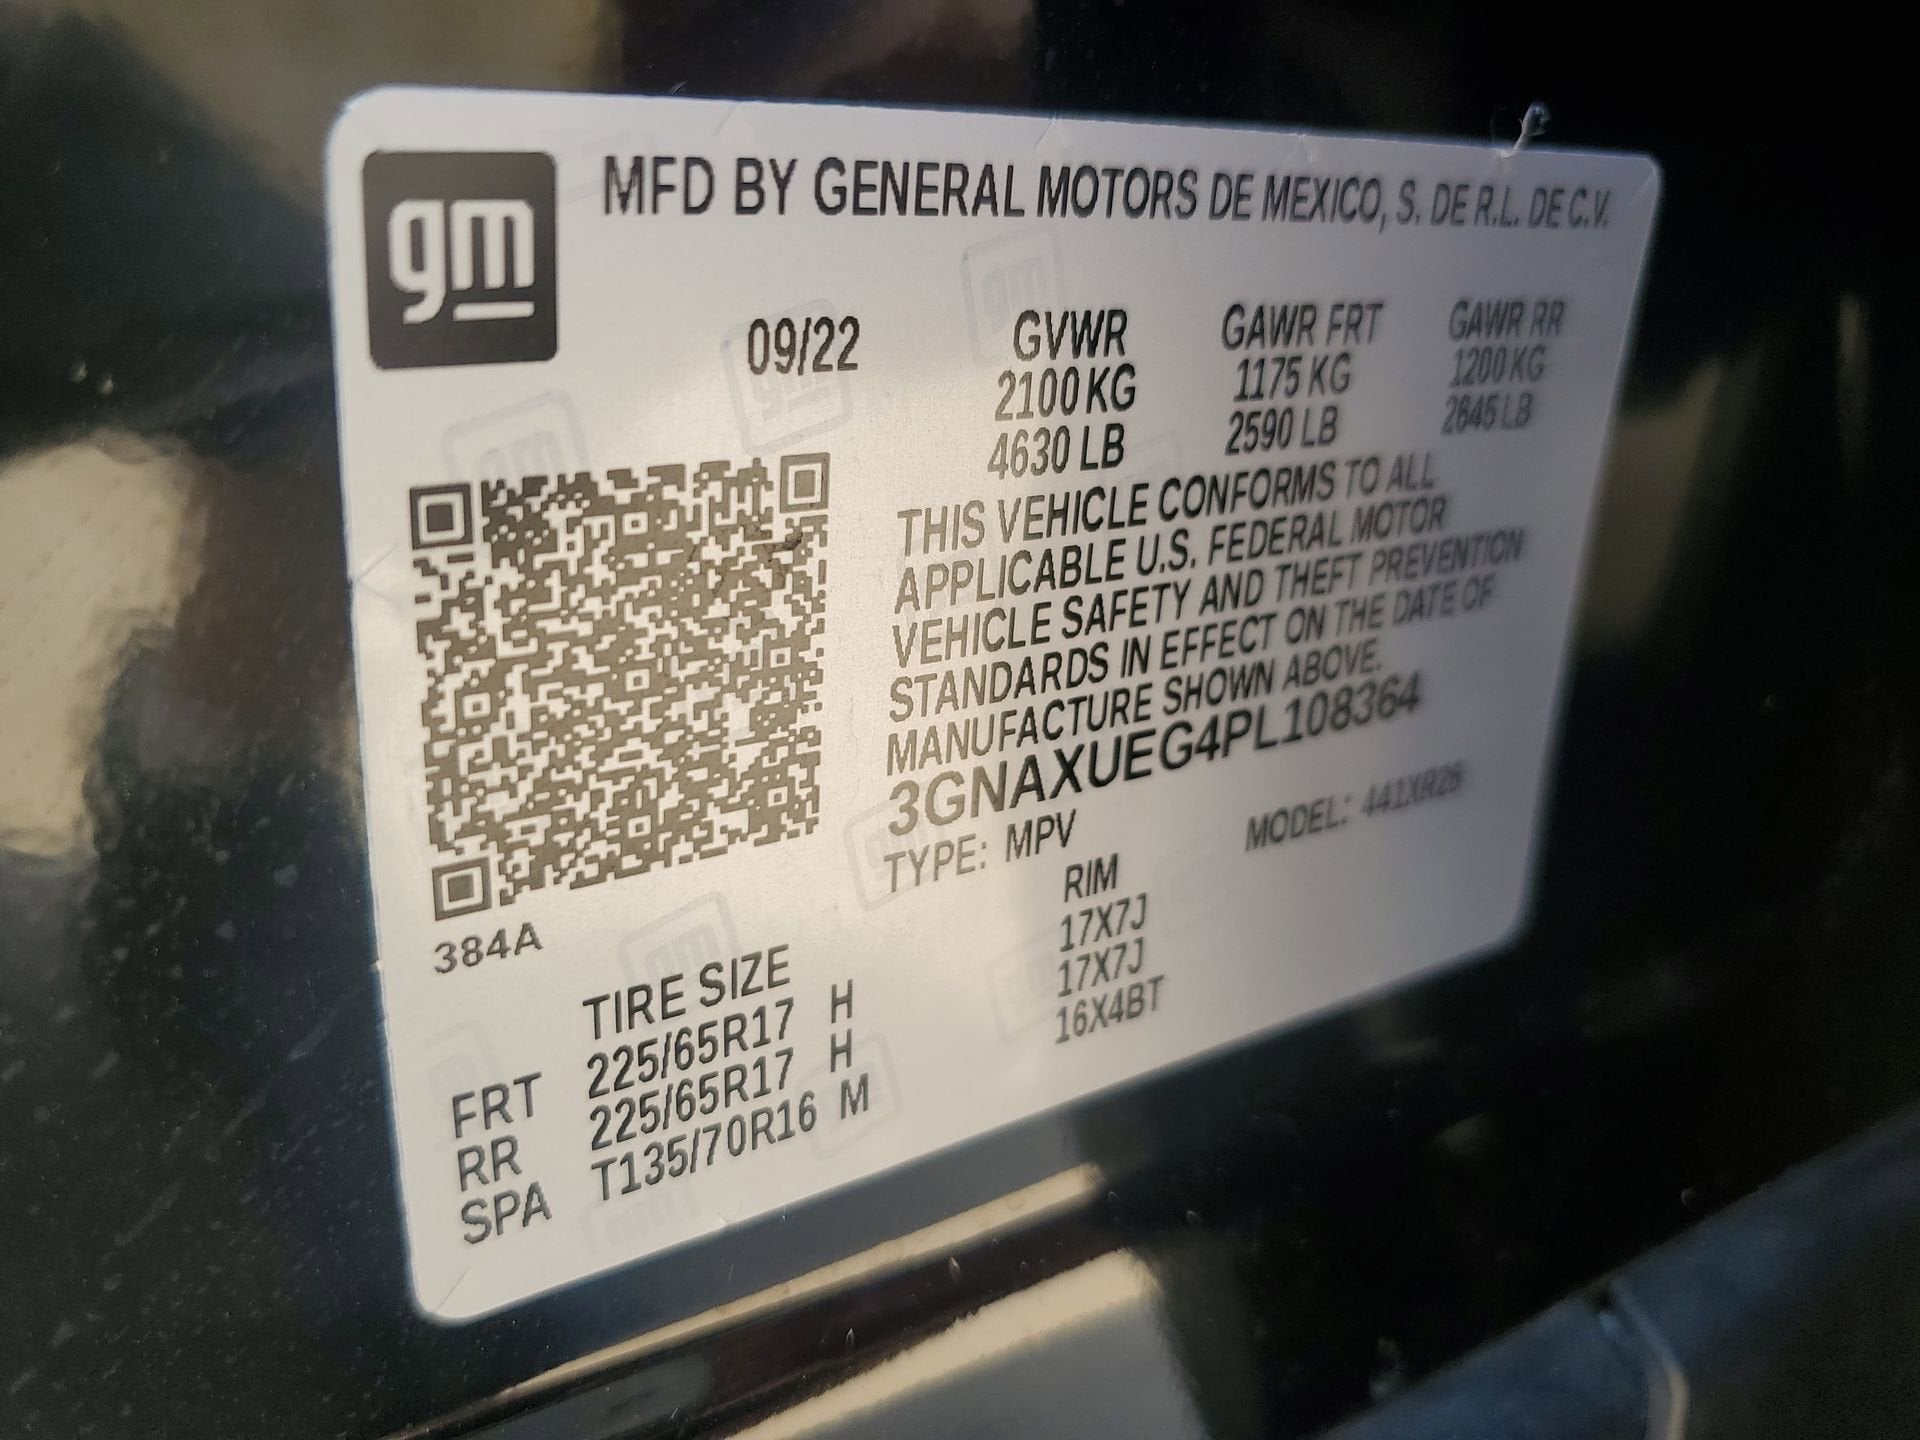 gm
MFD BY GENERAL MOTORS DE MEXICO, S. DE R.L. DE C.V.
09/22 GVWR GAWR FRT GAWR RR
2100 KG 1175 KG 1200 KG
4630 LB 2590 LB 2645 LB
THIS VEHICLE CONFORMS TO ALL
APPLICABLE U.S. FEDERAL MOTOR
VEHICLE SAFETY AND THEFT PREVENTION
STANDARDS IN EFFECT ON THE DATE OF
MANUFACTURE SHOWN ABOVE.
3GNAXUEG4PL108364
TYPE: MPV MODEL: 441XR26
384A
TIRE SIZE RIM
FRT 225/65R17 H 17X7J
RR 225/65R17 H 17X7J
SPA T135/70R16 M 16X4BT